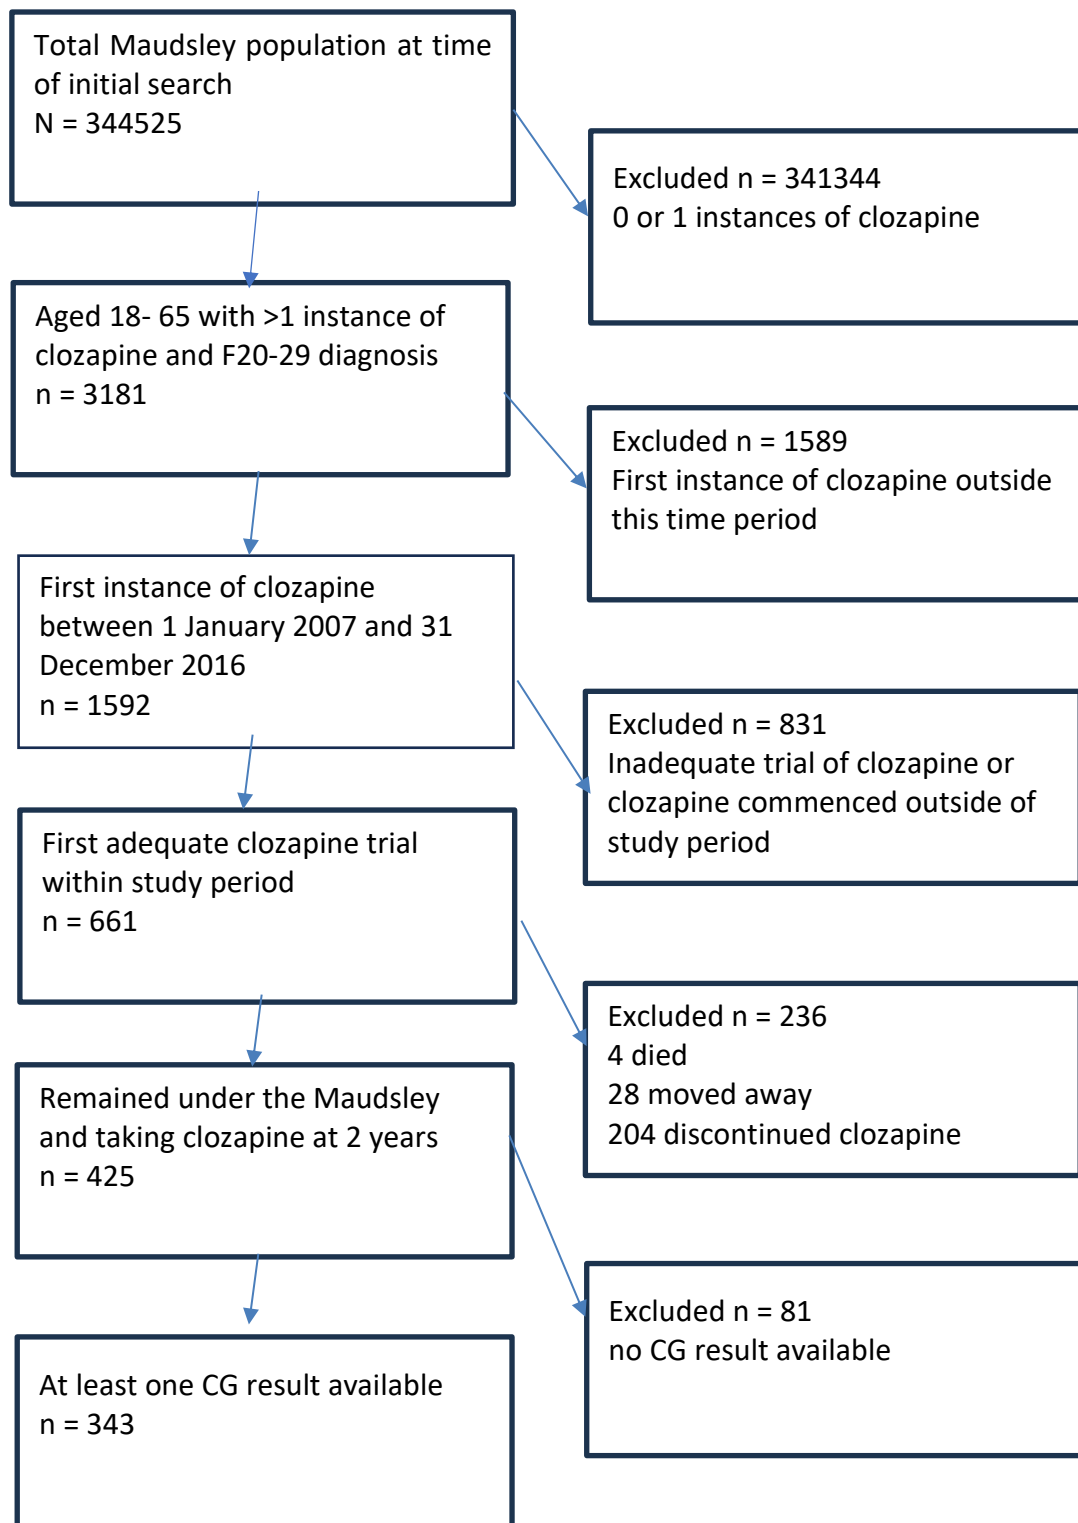 Total Maudsley population at time
of initial search
N = 344525
Excluded n = 341344
0 or 1 instances of clozapine
Aged 18- 65 with >1 instance of
clozapine and F20-29 diagnosis
n = 3181
Excluded n = 1589
First instance of clozapine outside
this time period
First instance of clozapine
between 1 January 2007 and 31
December 2016
n = 1592
Excluded n = 831
Inadequate trial of clozapine or
clozapine commenced outside of
study period
First adequate clozapine trial
within study period
n = 661
Excluded n = 236
4 died
28 moved away
204 discontinued clozapine
Remained under the Maudsley
and taking clozapine at 2 years
n = 425
Excluded n = 81
no CG result available
At least one CG result available
n = 343